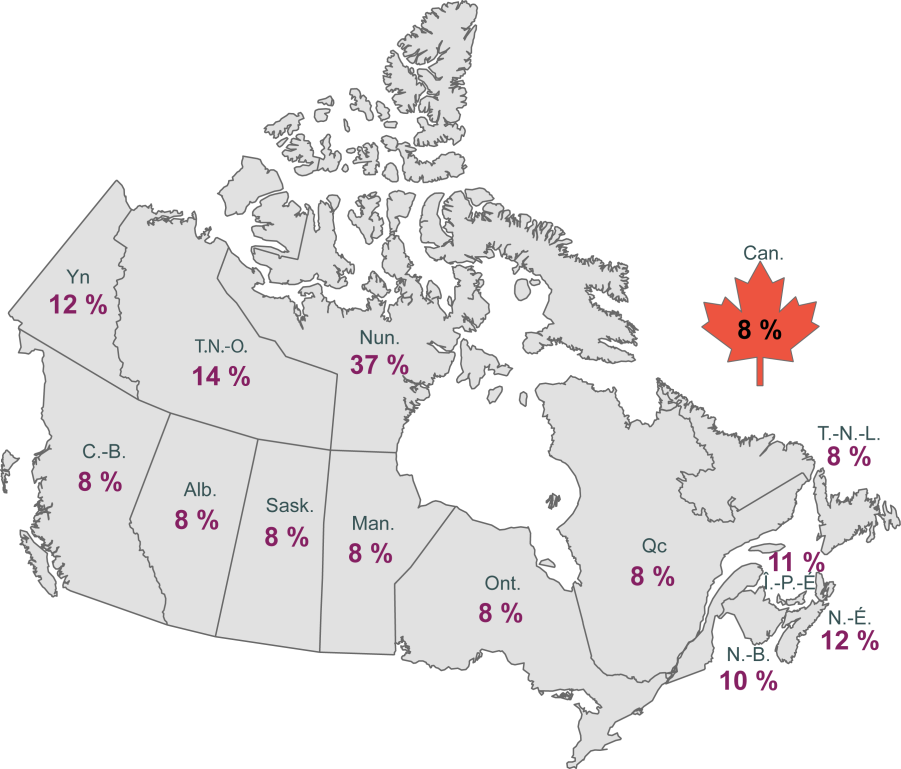 Can.
8 %
Yn
12 %
T.N.-O.
14 %
Nun.
37 %
C.-B.
8 %
Alb.
8 %
Sask.
8 %
Man.
8 %
Ont.
8 %
Qc
8 %
T.-N.-L.
8 %
11 %
Î.-P.-É
N.-É.
12 %
N.-B.
10 %